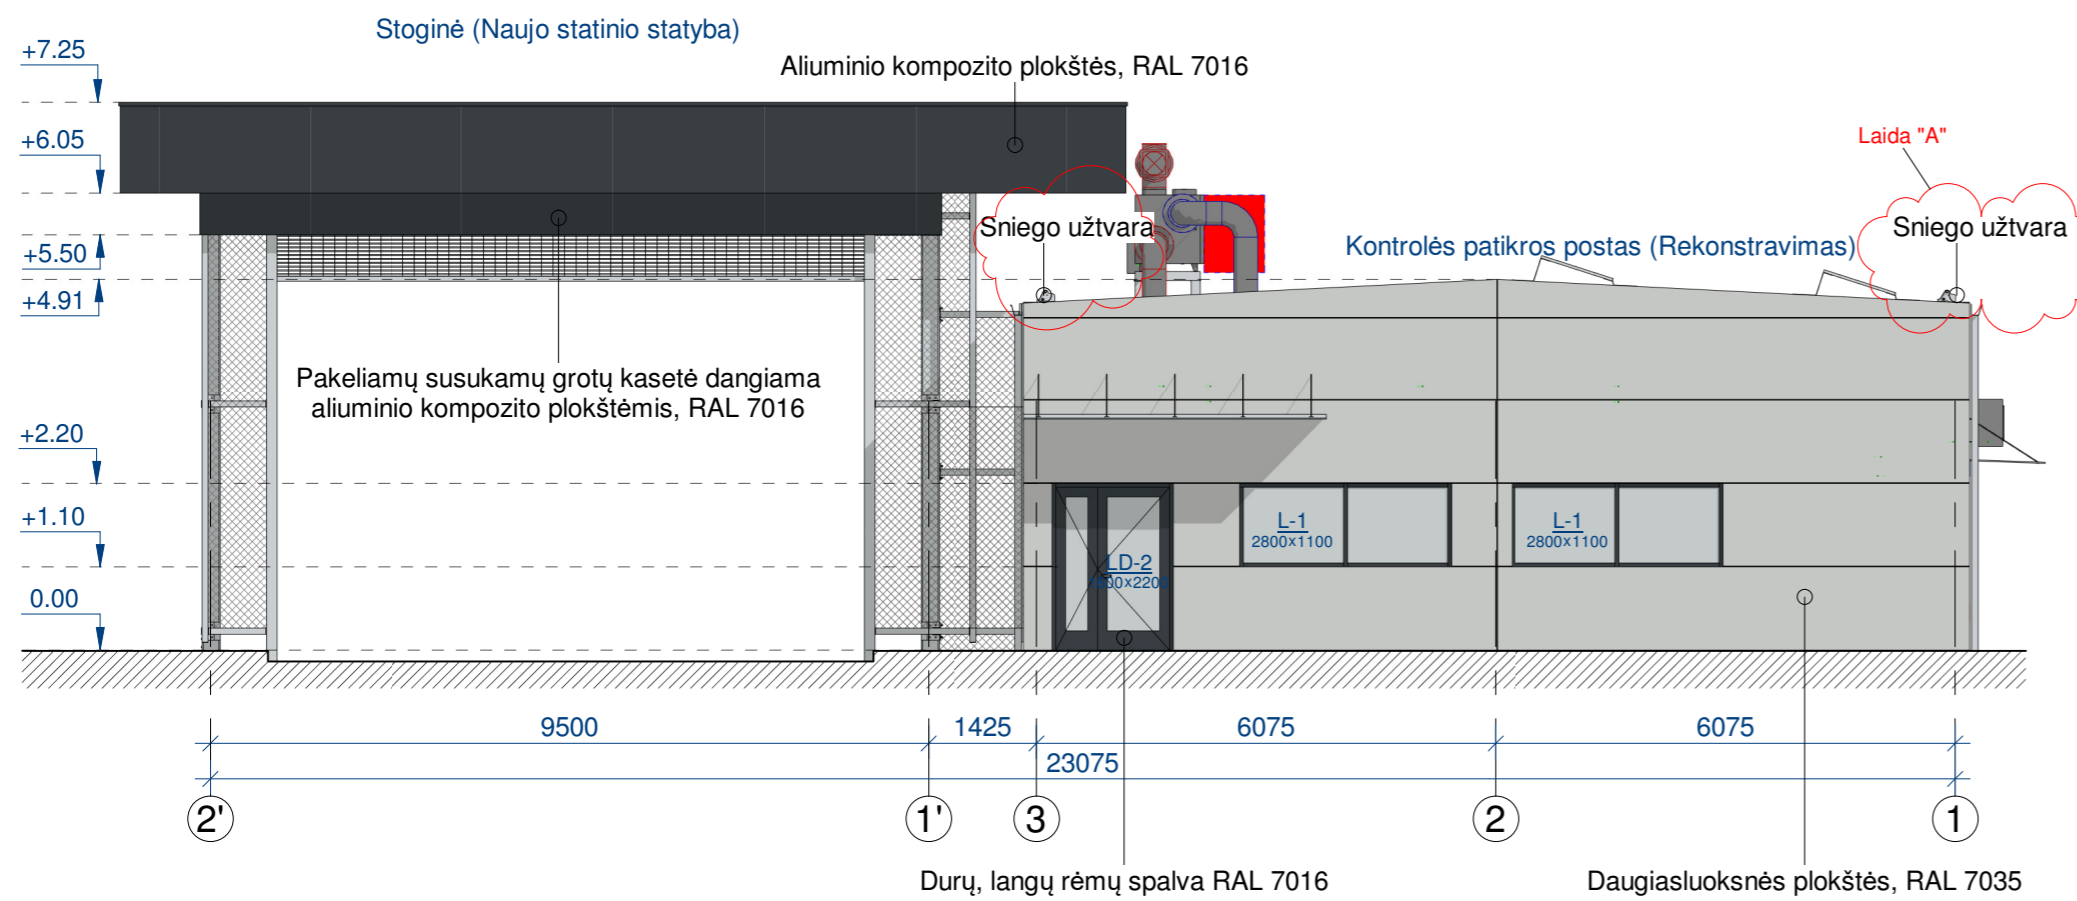 Stoginė (Naujo statinio statyba)
+7.25
Aliuminio kompozito plokštės, RAL 7016
+6.05
Laida "A"
Sniego užtvara
Sniego užtvara
Kontrolės patikros postas (Rekonstravimas)
+5.50
+4.91
Pakeliamų susukamų grotų kasetė dangiama
aliuminio kompozito plokštėmis, RAL 7016
+2.20
+1.10
L-1
2800x1100
L-1
2800x1100
LD-2
0.00
9500
1425
6075
6075
23075
2'
1'
3
2
1
Durų, langų rėmų spalva RAL 7016
Daugiasluoksnės plokštės, RAL 7035